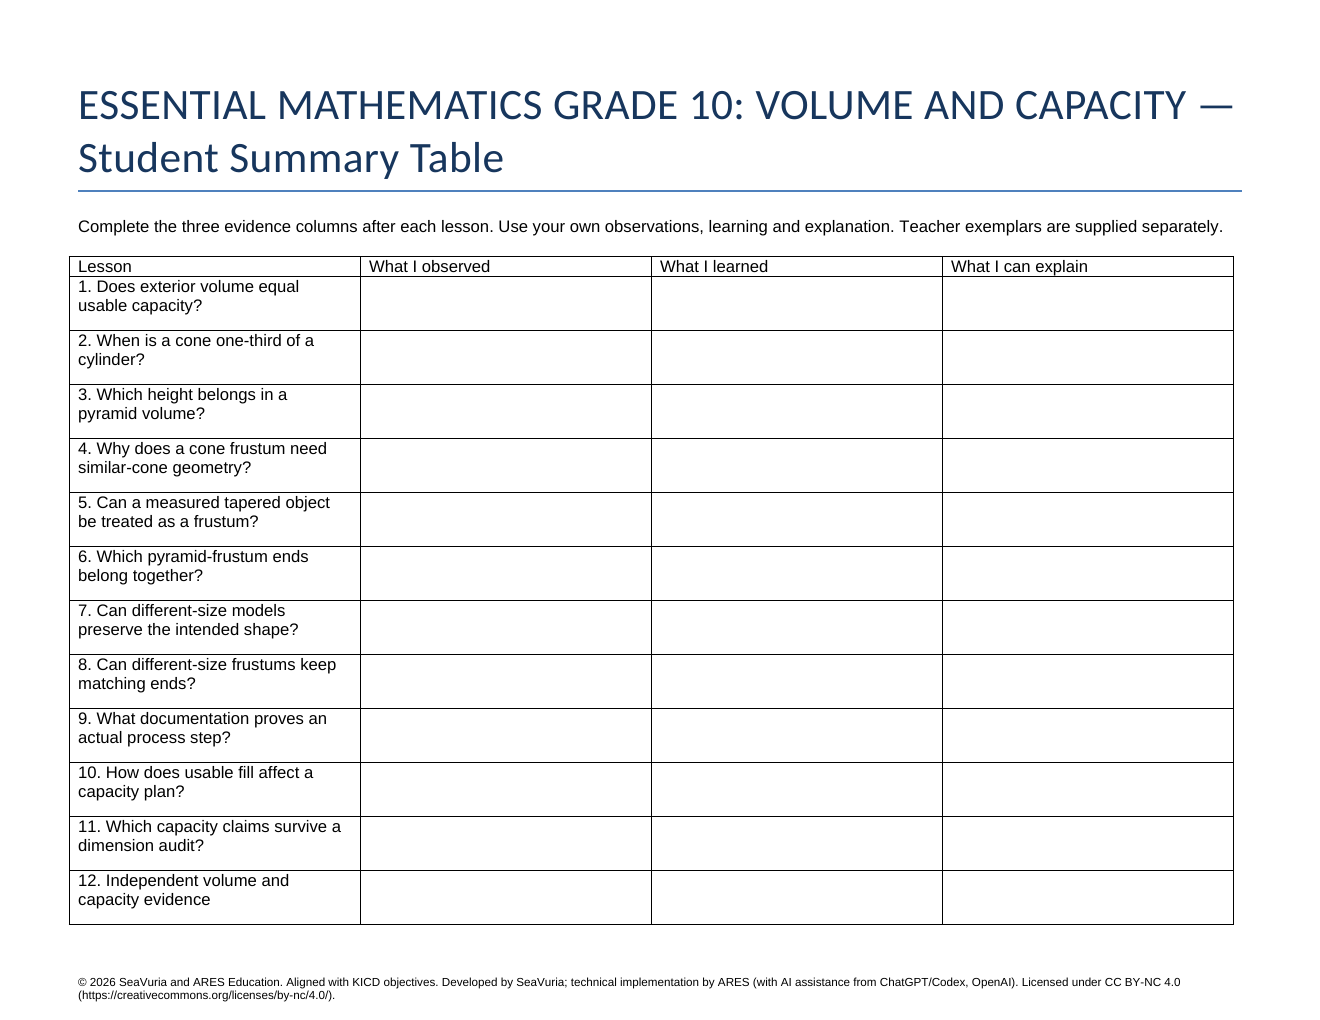 ESSENTIAL MATHEMATICS GRADE 10: VOLUME AND CAPACITY —
Student Summary Table
Complete the three evidence columns after each lesson. Use your own observations, learning and explanation. Teacher exemplars are supplied separately.
Lesson What I observed What I learned What I can explain
1. Does exterior volume equal
usable capacity?
2. When is a cone one-third of a
cylinder?
3. Which height belongs in a
pyramid volume?
4. Why does a cone frustum need
similar-cone geometry?
5. Can a measured tapered object
be treated as a frustum?
6. Which pyramid-frustum ends
belong together?
7. Can different-size models
preserve the intended shape?
8. Can different-size frustums keep
matching ends?
9. What documentation proves an
actual process step?
10. How does usable fill affect a
capacity plan?
11. Which capacity claims survive a
dimension audit?
12. Independent volume and
capacity evidence
© 2026 SeaVuria and ARES Education. Aligned with KICD objectives. Developed by SeaVuria; technical implementation by ARES (with AI assistance from ChatGPT/Codex, OpenAI). Licensed under CC BY-NC 4.0
(https://creativecommons.org/licenses/by-nc/4.0/).